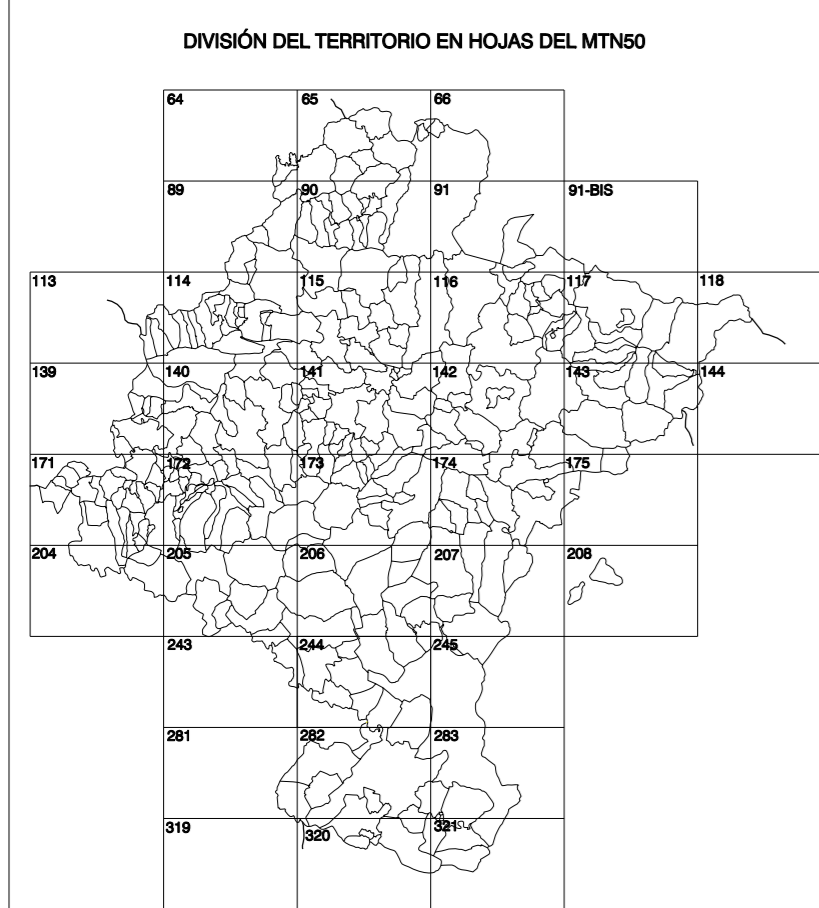 DIVISIÓN DEL TERRITORIO EN HOJAS DEL MTN50
64 65 66
89 90 91 91-BIS
113 114 115 116 117 118
139 140 141 142 143 144
171 172 173 174 175
204 205 206 207 208
243 244 245
281 282 283
319 320 321